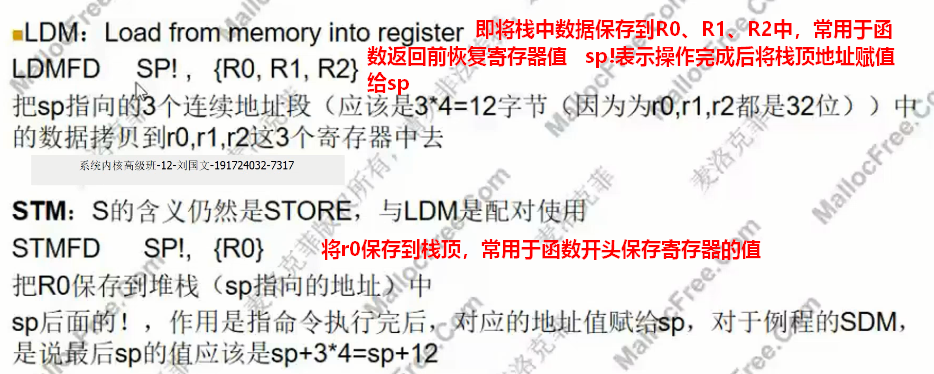 ■LDM：Load from memory into register 即将栈中数据保存到R0、R1、R2中，常用于函
数返回前恢复寄存器值 sp!表示操作完成后将栈顶地址赋值
给sp
LDMFD SP!，{R0, R1, R2}
把sp指向的3个连续地址段（应该是3*4=12字节（因为为r0,r1,r2都是32位））中
的数据拷贝到r0,r1,r2这3个寄存器中去
系统内核高级班-12-刘国文-191724032-7317
STM：S的含义仍然是STORE，与LDM是配对使用
STMFD SP!，{R0} 将r0保存到栈顶，常用于函数开头保存寄存器的值
把R0保存到堆栈（sp指向的地址）中
sp后面的！，作用是指命令执行完后，对应的地址值赋给sp，对于例程的SDM，
是说最后sp的值应该是sp+3*4=sp+12
麦洛克菲版权所有，
MallocFree.Com